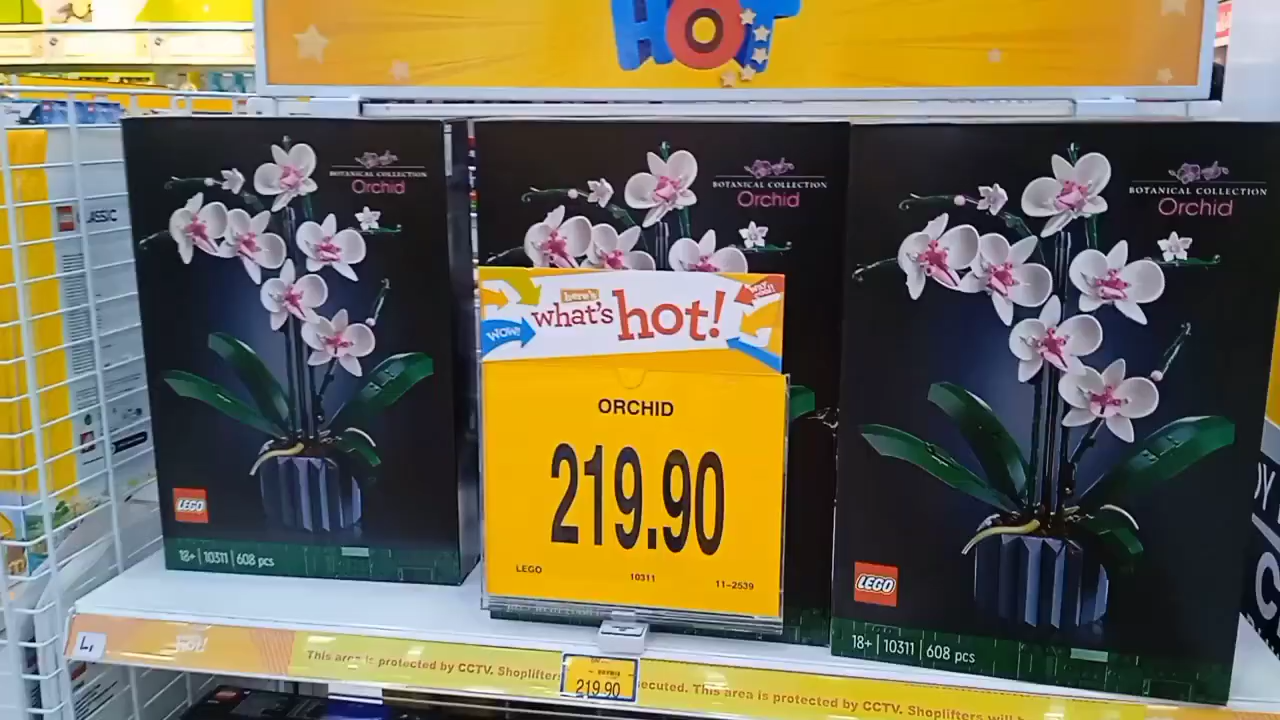 HOT
BOTANICAL COLLECTION
Orchid
BOTANICAL COLLECTION
Orchid
BOTANICAL COLLECTION
Orchid
CLASSIC
here's
what's hot!
WOW!
ORCHID
219.90
LEGO 10311 11-2539
LEGO
18+ | 10311 | 608 pcs
LEGO
18+ | 10311 | 608 pcs
This area is protected by CCTV. Shoplifters
219.90
ecuted. This area is protected by CCTV. Shoplifters will